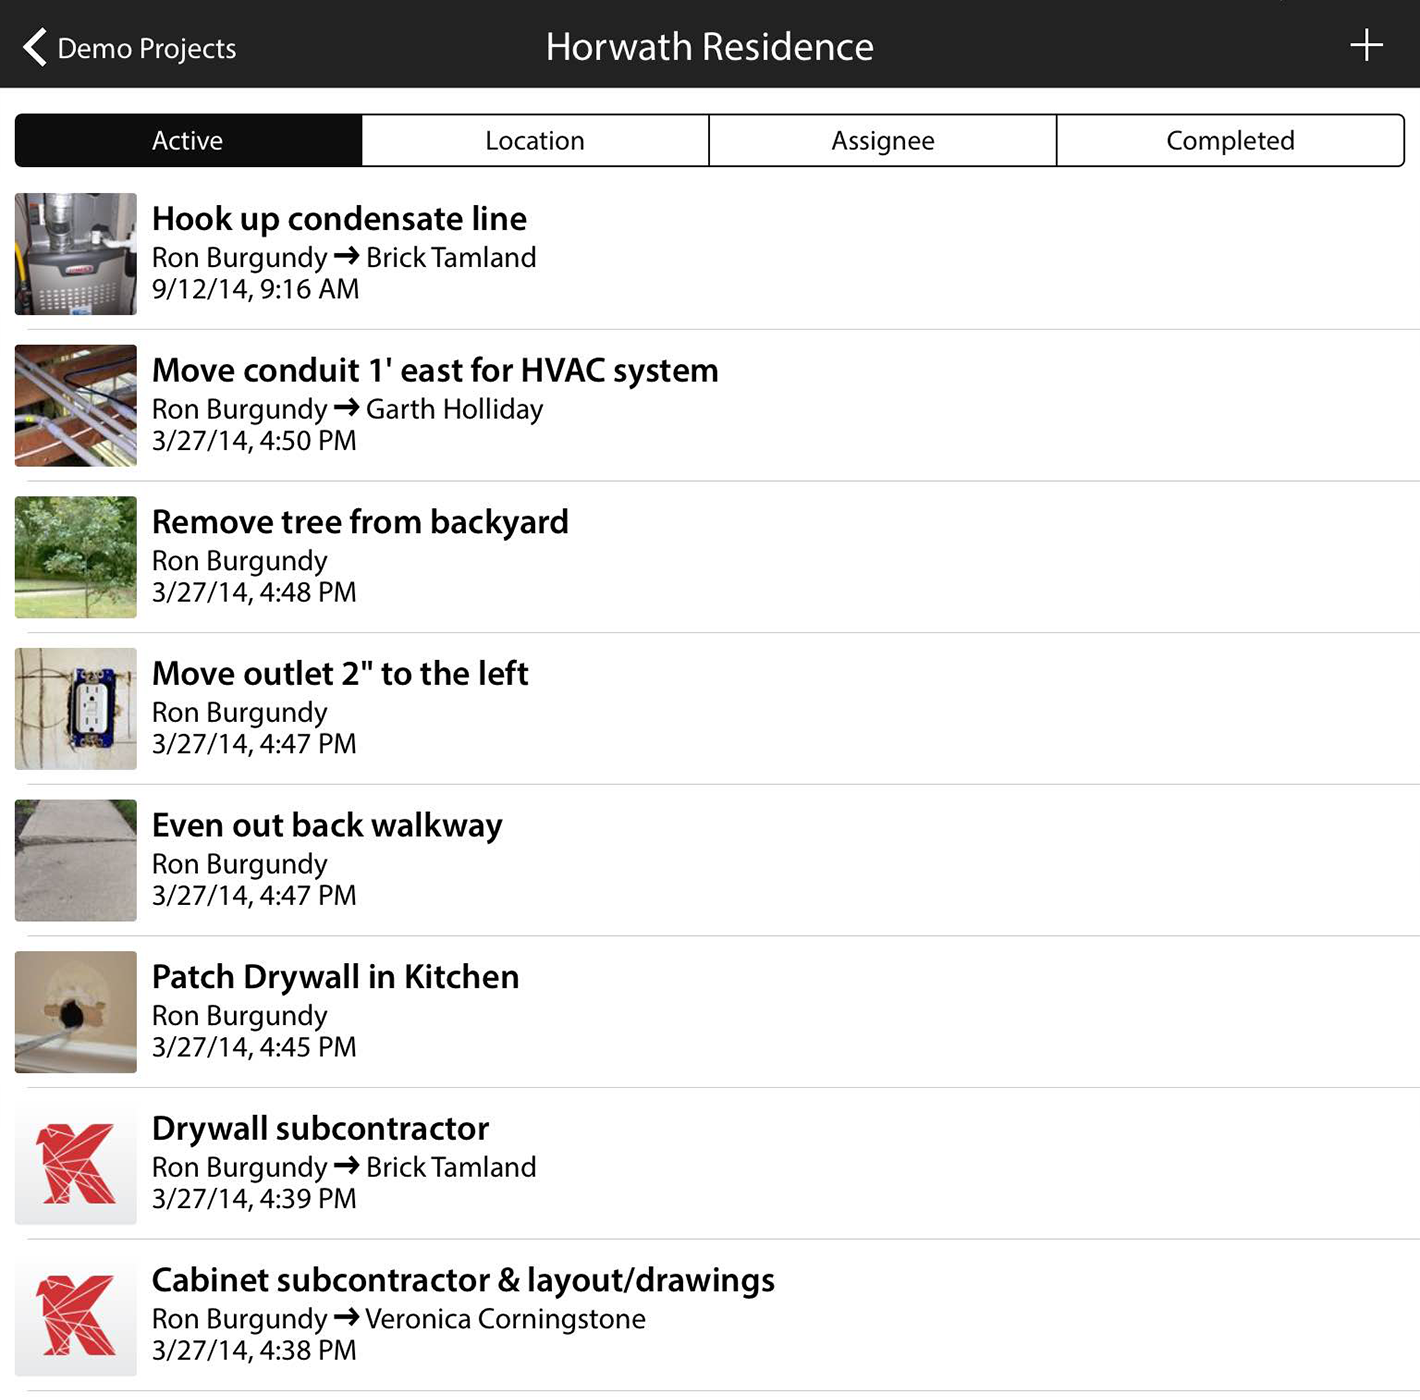 Demo Projects
Horwath Residence
Active
Location
Assignee
Completed
Hook up condensate line
Ron Burgundy → Brick Tamland
9/12/14, 9:16 AM
Move conduit 1' east for HVAC system
Ron Burgundy → Garth Holliday
3/27/14, 4:50 PM
Remove tree from backyard
Ron Burgundy
3/27/14, 4:48 PM
Move outlet 2" to the left
Ron Burgundy
3/27/14, 4:47 PM
Even out back walkway
Ron Burgundy
3/27/14, 4:47 PM
Patch Drywall in Kitchen
Ron Burgundy
3/27/14, 4:45 PM
Drywall subcontractor
Ron Burgundy → Brick Tamland
3/27/14, 4:39 PM
Cabinet subcontractor & layout/drawings
Ron Burgundy → Veronica Corningstone
3/27/14, 4:38 PM